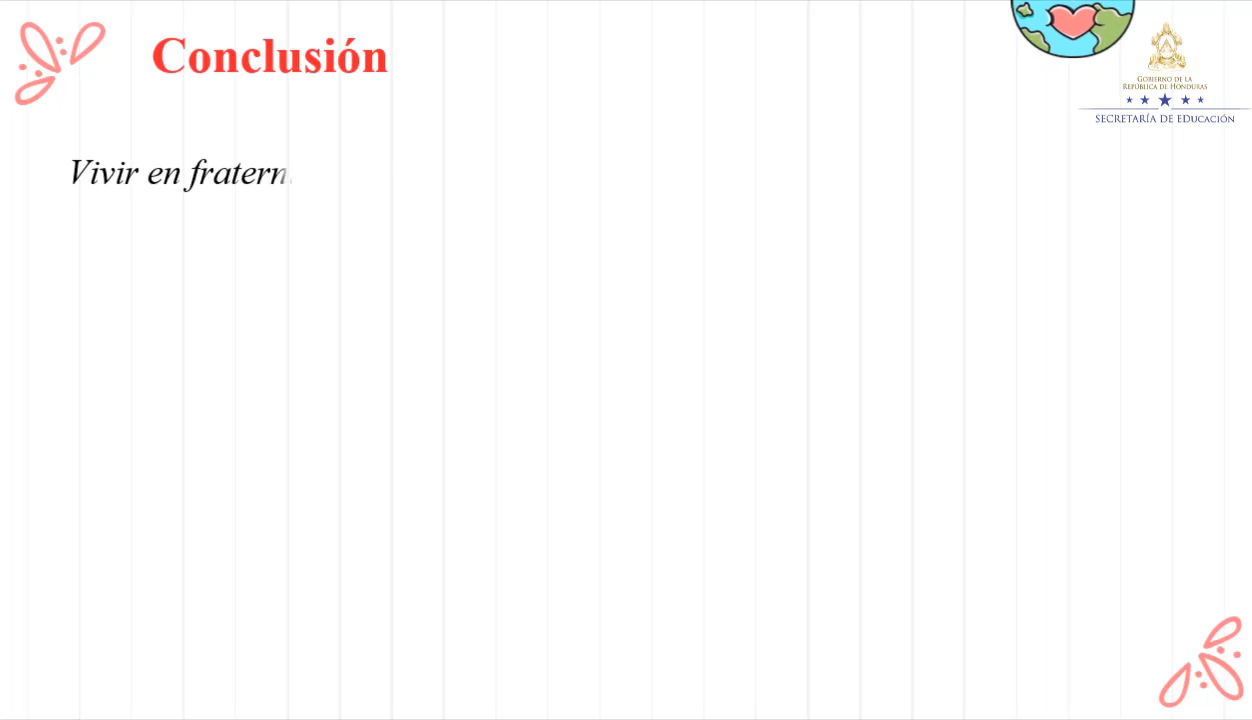 Conclusión
GOBIERNO DE LA
REPÚBLICA DE HONDURAS
SECRETARÍA DE EDUCACIÓN
Vivir en fratern